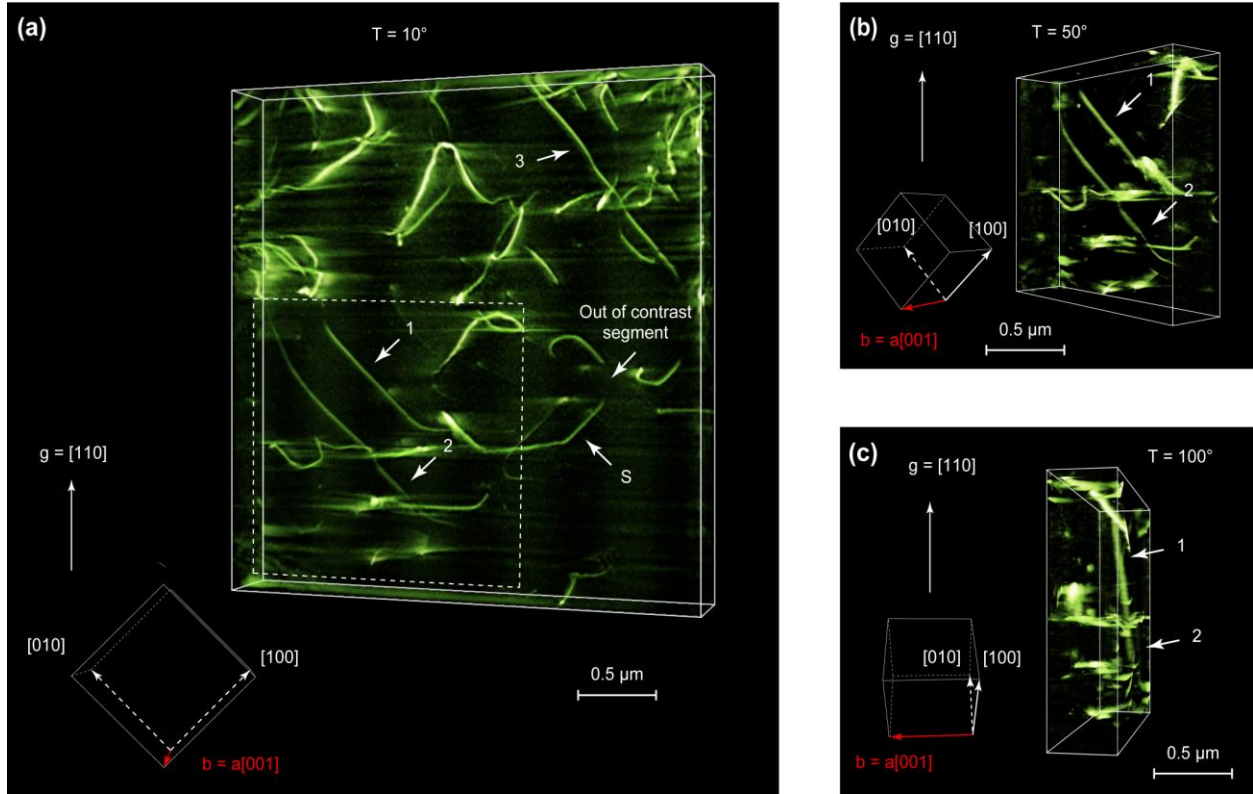 (a)
T = 10°
3
Out of contrast
segment
1
2
S
g = [110]
[010]
[100]
b = a[001]
0.5 µm
(b)
g = [110]
T = 50°
1
2
[010]
[100]
b = a[001]
0.5 µm
(c)
g = [110]
T = 100°
1
2
[010]
[100]
b = a[001]
0.5 µm